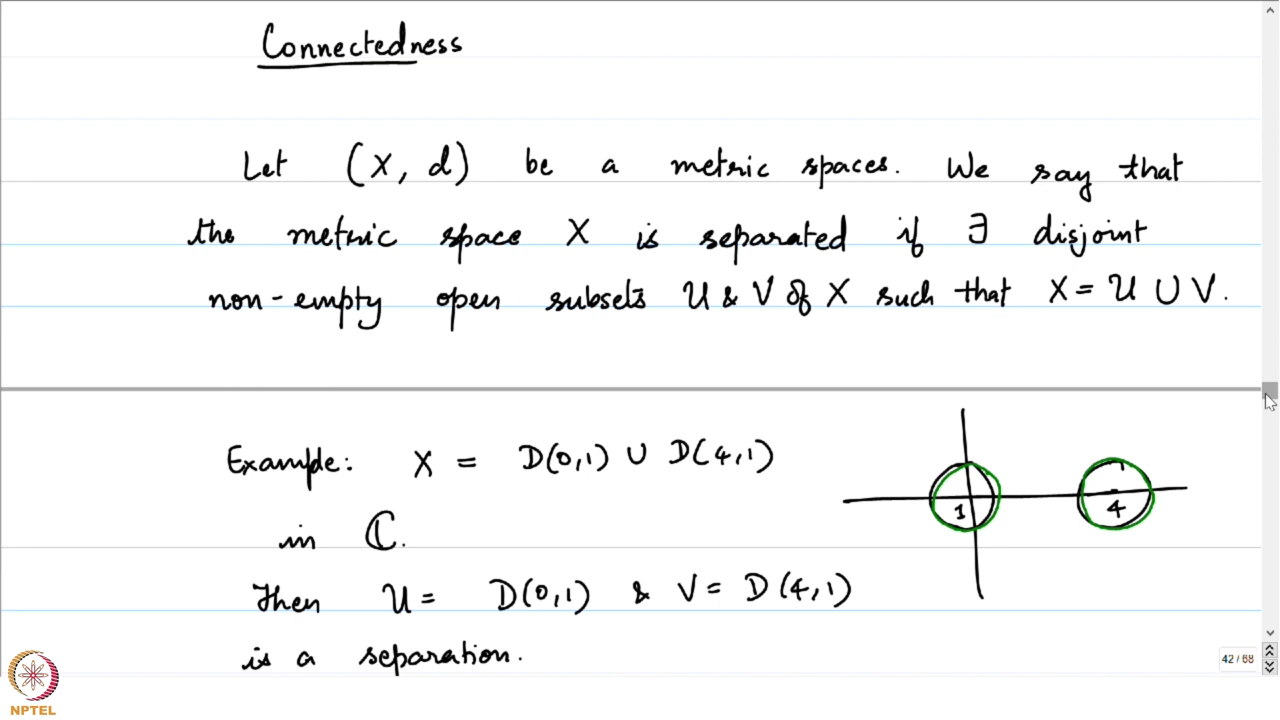 Connectedness
Let (X, d) be a metric spaces. We say that
the metric space X is separated if ∃ disjoint
non-empty open subsets U & V of X such that X = U ∪ V.
Example: X = D(0,1) ∪ D(4,1)
in ℂ.
1
4
Then U = D(0,1) & V = D(4,1)
is a separation.
42 / 68
NPTEL